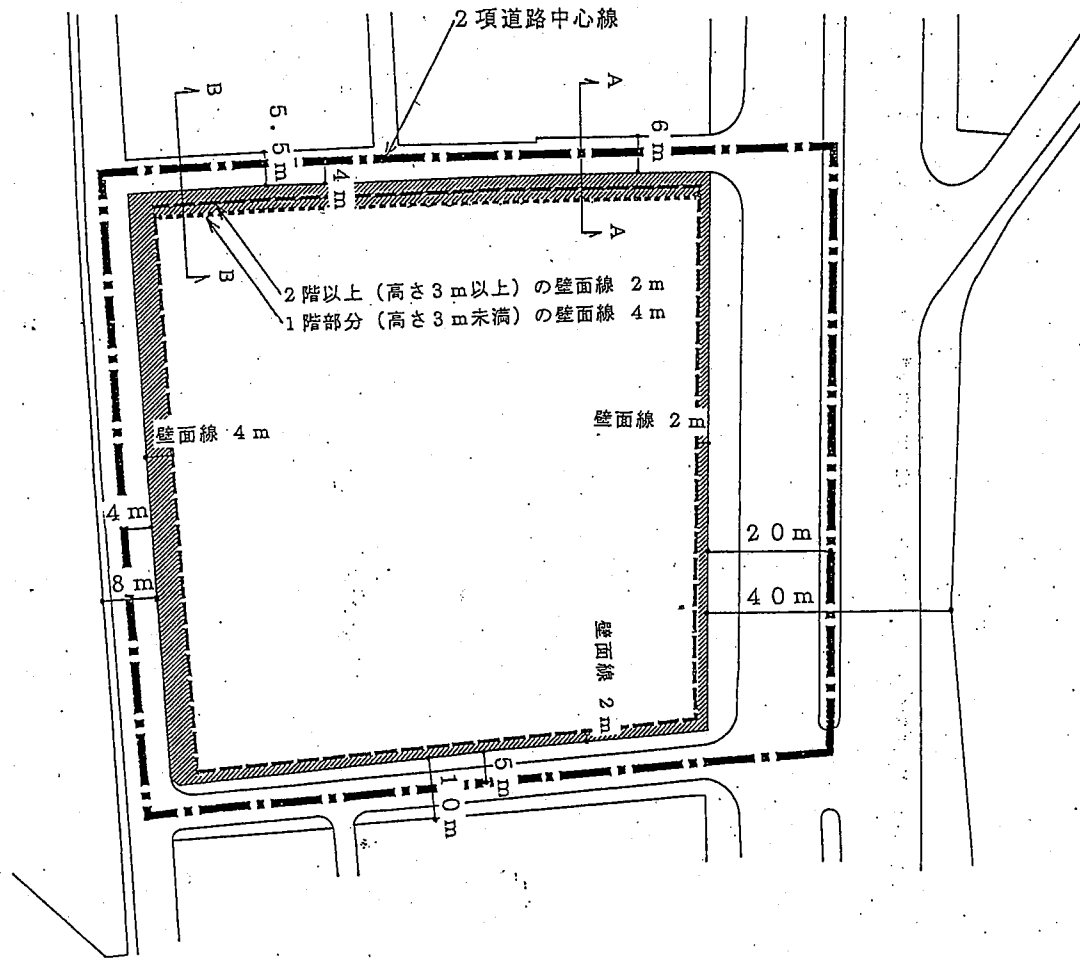 2項道路中心線
B
A
5.5m
6m
4m
A
B
2階以上(高さ3m以上)の壁面線 2m
1階部分(高さ3m未満)の壁面線 4m
壁面線 4m
壁面線 2m
4m
20m
8m
40m
壁面線 2m
5m
10m